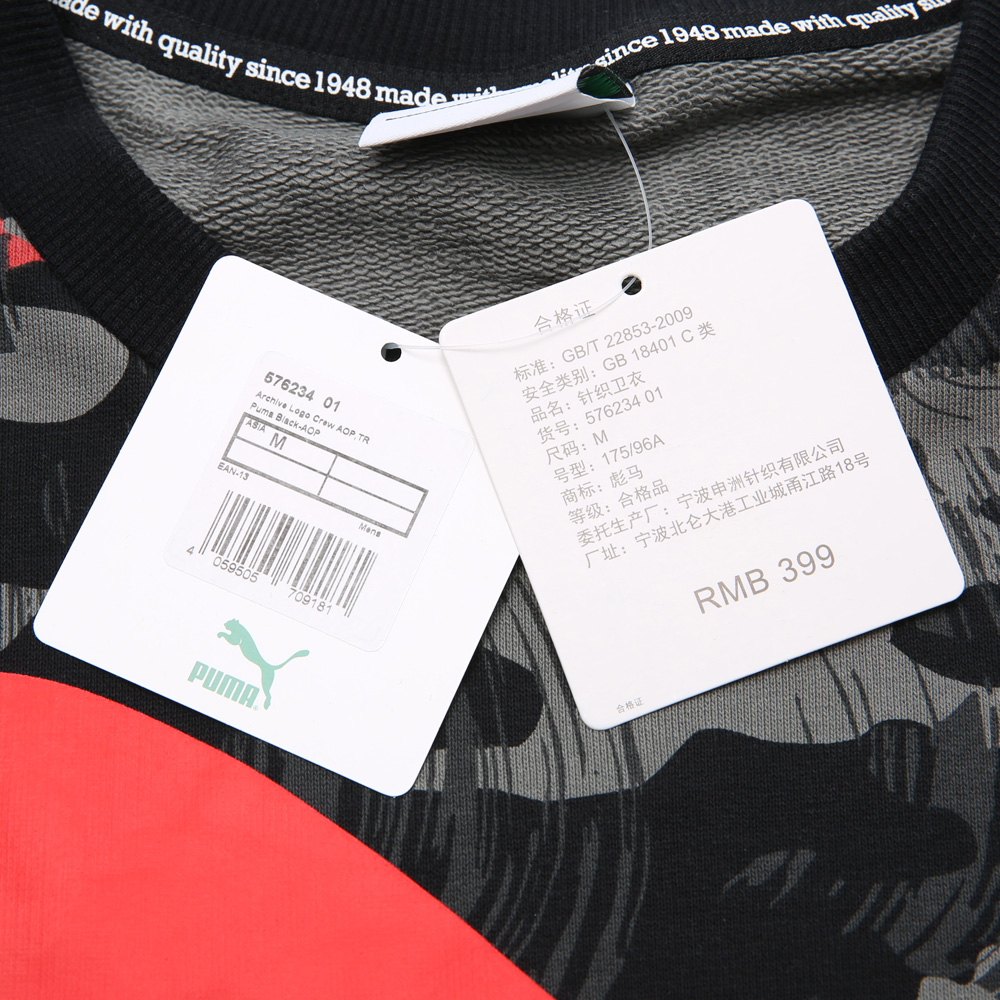 made with quality since 1948 made with quality since 1948 made with quality
576234 01
Archive Logo Crew AOP,TR
Puma Black-AOP
ASIA M
EAN-13
Mens
4 059505 709181
PUMA
合格证
标准：GB/T 22853-2009
安全类别：GB 18401 C 类
品名：针织卫衣
货号：576234 01
尺码：M
号型：175/96A
商标：彪马
等级：合格品
委托生产厂：宁波申洲针织有限公司
厂址：宁波北仑大港工业城甬江路18号
RMB 399
合格证